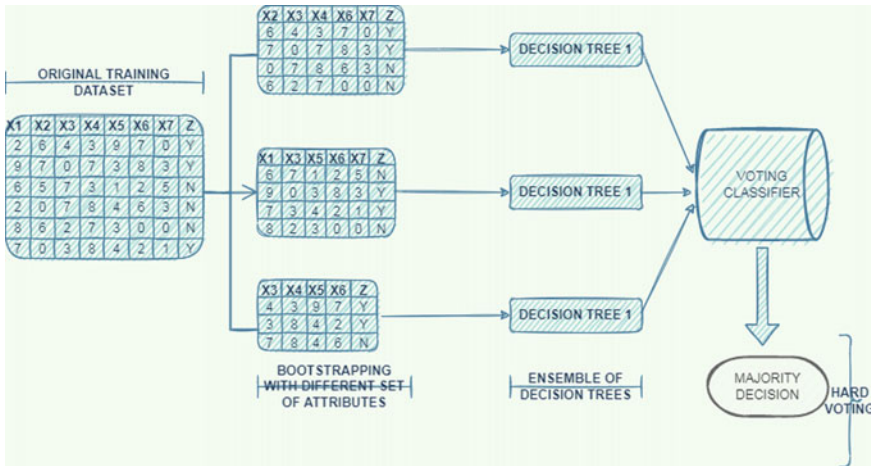 ORIGINAL TRAINING
DATASET
X1 X2 X3 X4 X5 X6 X7 Z
2 6 4 3 9 7 0 Y
9 7 0 7 3 8 3 Y
6 5 7 3 1 2 5 N
2 0 7 8 4 6 3 N
8 6 2 7 3 0 0 N
7 0 3 8 4 2 1 Y
X2 X3 X4 X6 X7 Z
6 4 3 7 0 Y
7 0 7 8 3 Y
0 7 8 6 3 N
6 2 7 0 0 N
X1 X3 X5 X6 X7 Z
6 7 1 2 5 N
9 0 3 8 3 Y
7 3 4 2 1 Y
8 2 3 0 0 N
X3 X4 X5 X6 Z
4 3 9 7 Y
3 8 4 2 Y
7 8 4 6 N
BOOTSTRAPPING
WITH DIFFERENT SET
OF ATTRIBUTES
DECISION TREE 1
DECISION TREE 1
DECISION TREE 1
ENSEMBLE OF
DECISION TREES
VOTING
CLASSIFIER
MAJORITY
DECISION
HARD
VOTING